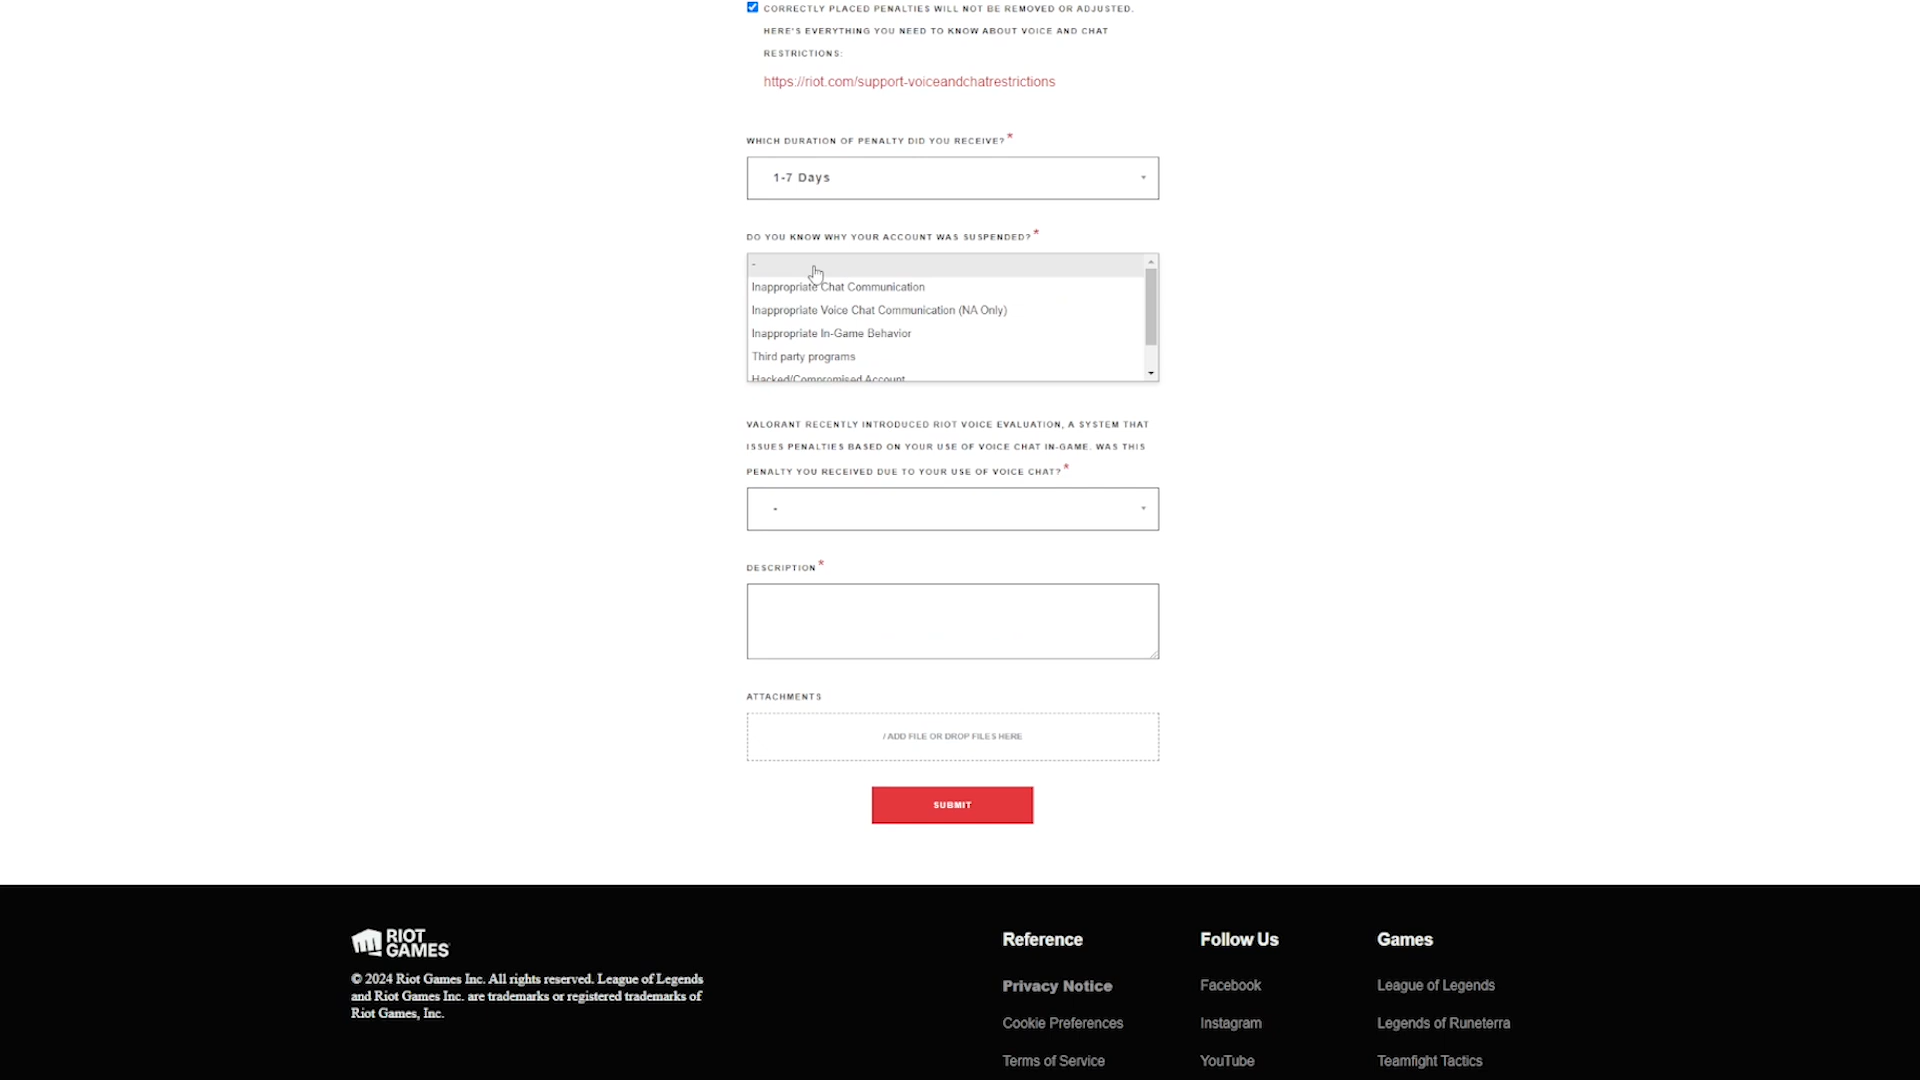 CORRECTLY PLACED PENALTIES WILL NOT BE REMOVED OR ADJUSTED.
HERE'S EVERYTHING YOU NEED TO KNOW ABOUT VOICE AND CHAT
RESTRICTIONS:
https://riot.com/support-voiceandchatrestrictions
WHICH DURATION OF PENALTY DID YOU RECEIVE?*
1-7 Days
DO YOU KNOW WHY YOUR ACCOUNT WAS SUSPENDED?*
-
Inappropriate Chat Communication
Inappropriate Voice Chat Communication (NA Only)
Inappropriate In-Game Behavior
Third party programs
Hacked/Compromised Account
VALORANT RECENTLY INTRODUCED RIOT VOICE EVALUATION, A SYSTEM THAT
ISSUES PENALTIES BASED ON YOUR USE OF VOICE CHAT IN-GAME. WAS THIS
PENALTY YOU RECEIVED DUE TO YOUR USE OF VOICE CHAT?*
-
DESCRIPTION*
ATTACHMENTS
/ ADD FILE OR DROP FILES HERE
SUBMIT
RIOT
GAMES
© 2024 Riot Games Inc. All rights reserved. League of Legends
and Riot Games Inc. are trademarks or registered trademarks of
Riot Games, Inc.
Reference
Privacy Notice
Cookie Preferences
Terms of Service
Follow Us
Facebook
Instagram
YouTube
Games
League of Legends
Legends of Runeterra
Teamfight Tactics